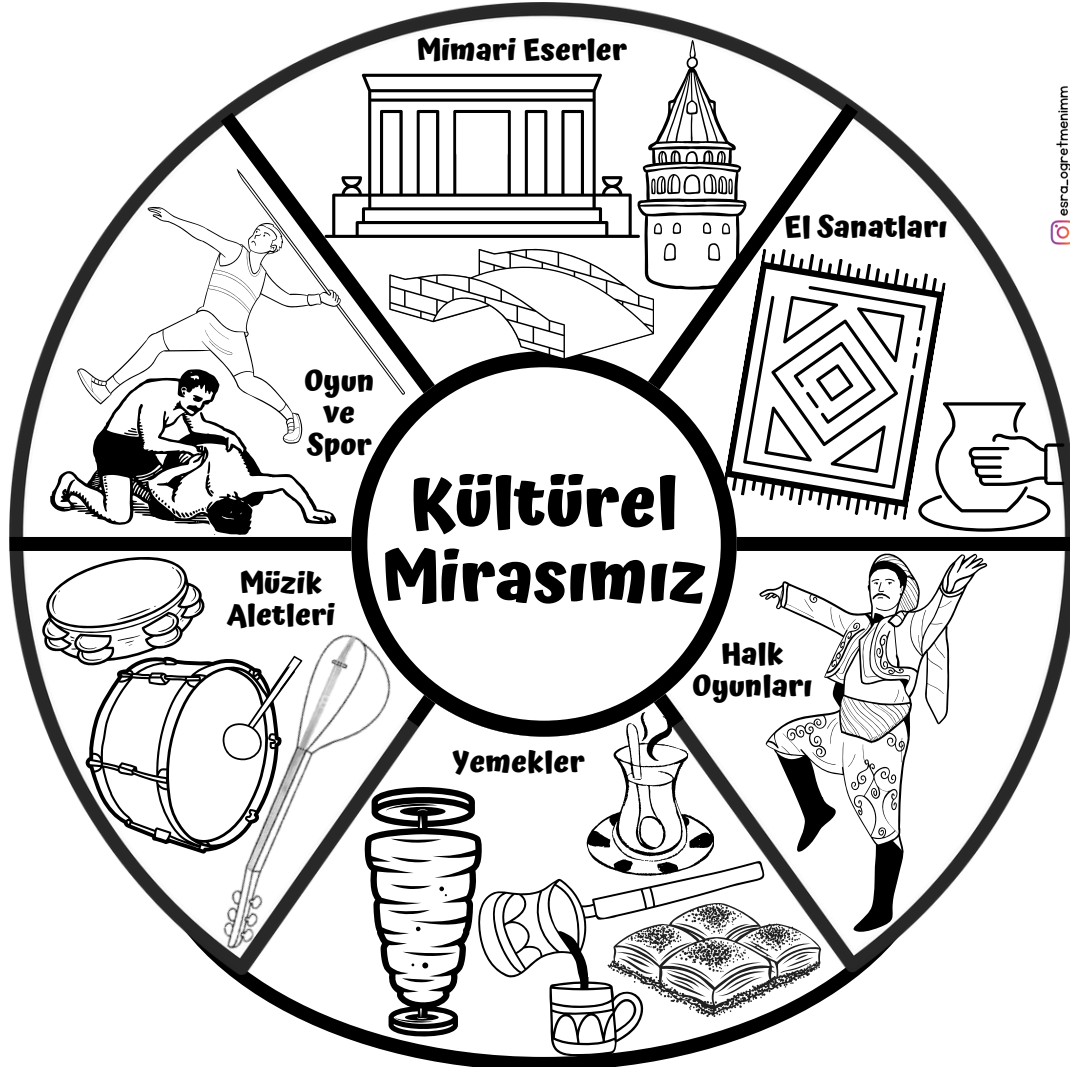 Mimari Eserler
El Sanatları
Oyun
ve
Spor
Kültürel
Mirasımız
Müzik
Aletleri
Halk
Oyunları
Yemekler
esra_ogretmenimm